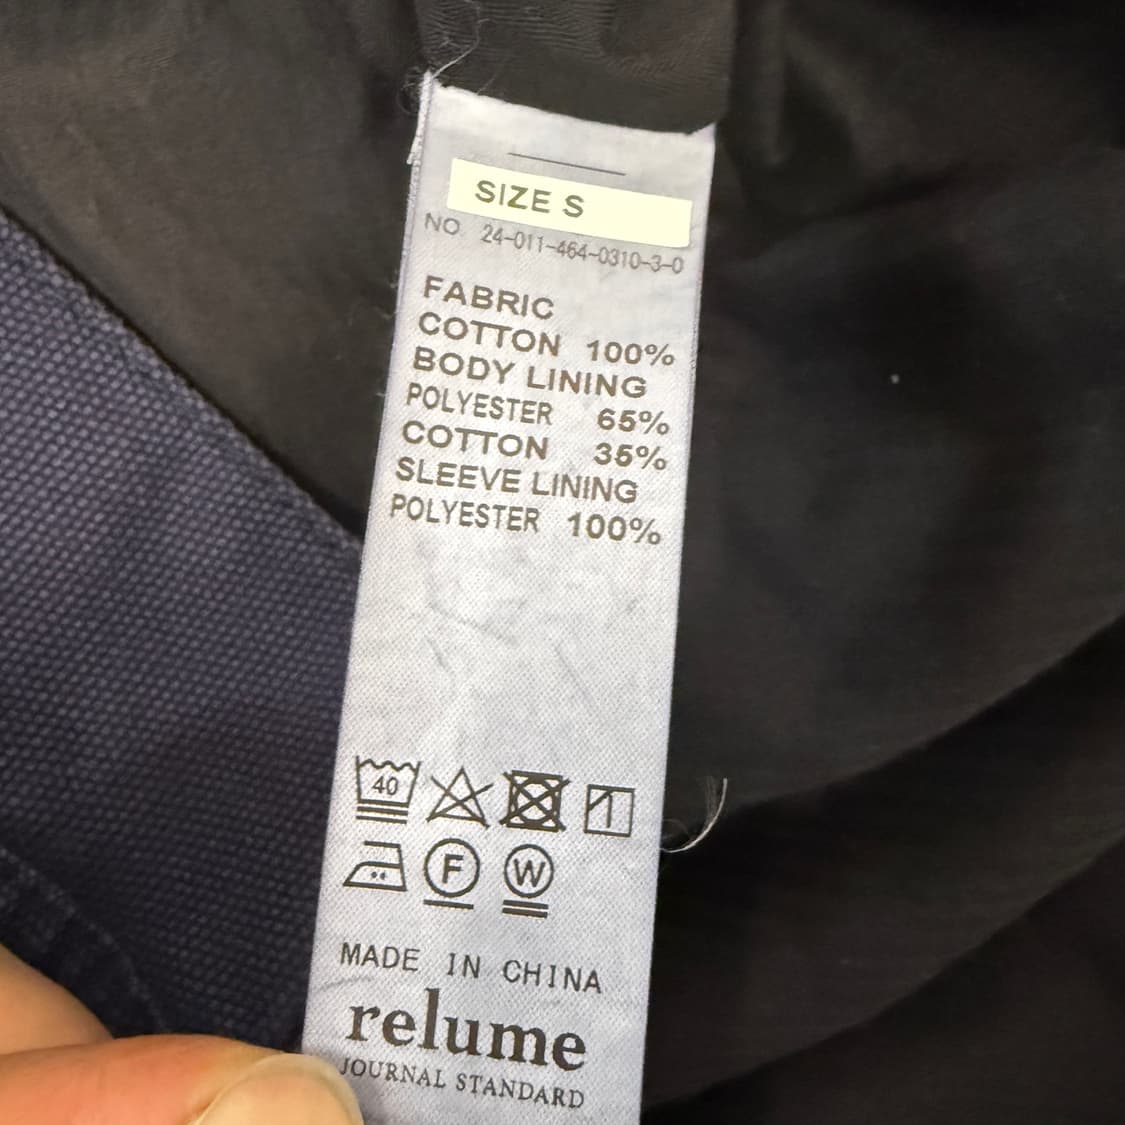 SIZE S
NO 24-011-464-0310-3-0
FABRIC
COTTON 100%
BODY LINING
POLYESTER 65%
COTTON 35%
SLEEVE LINING
POLYESTER 100%
40
F W
MADE IN CHINA
relume
JOURNAL STANDARD